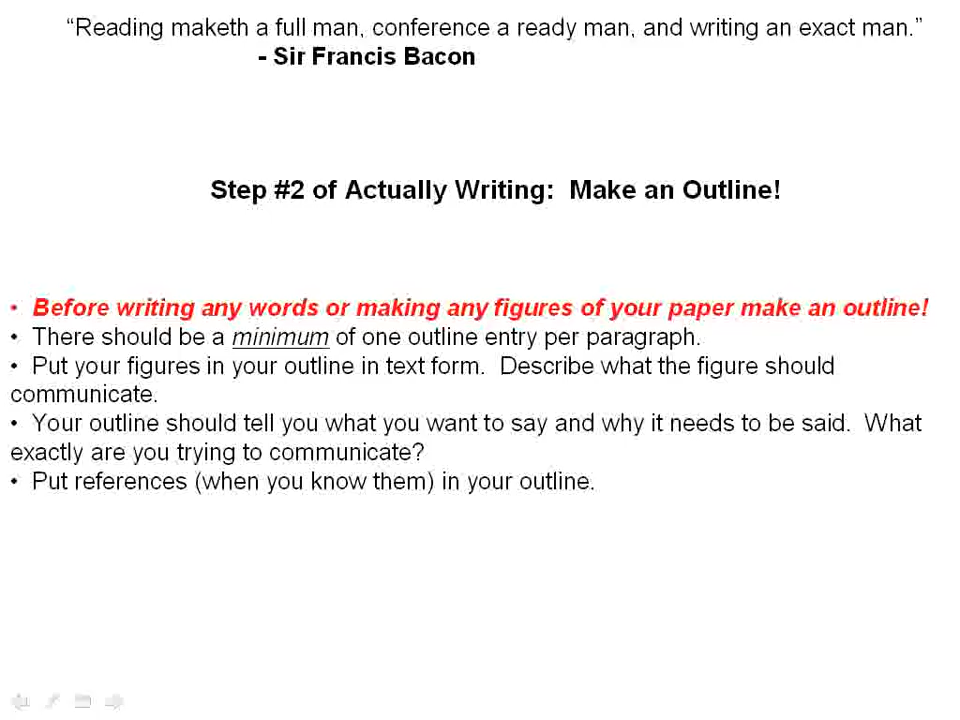 “Reading maketh a full man, conference a ready man, and writing an exact man.”
- Sir Francis Bacon
Step #2 of Actually Writing:  Make an Outline!
• Before writing any words or making any figures of your paper make an outline!
• There should be a minimum of one outline entry per paragraph.
• Put your figures in your outline in text form.  Describe what the figure should
communicate.
• Your outline should tell you what you want to say and why it needs to be said.  What
exactly are you trying to communicate?
• Put references (when you know them) in your outline.